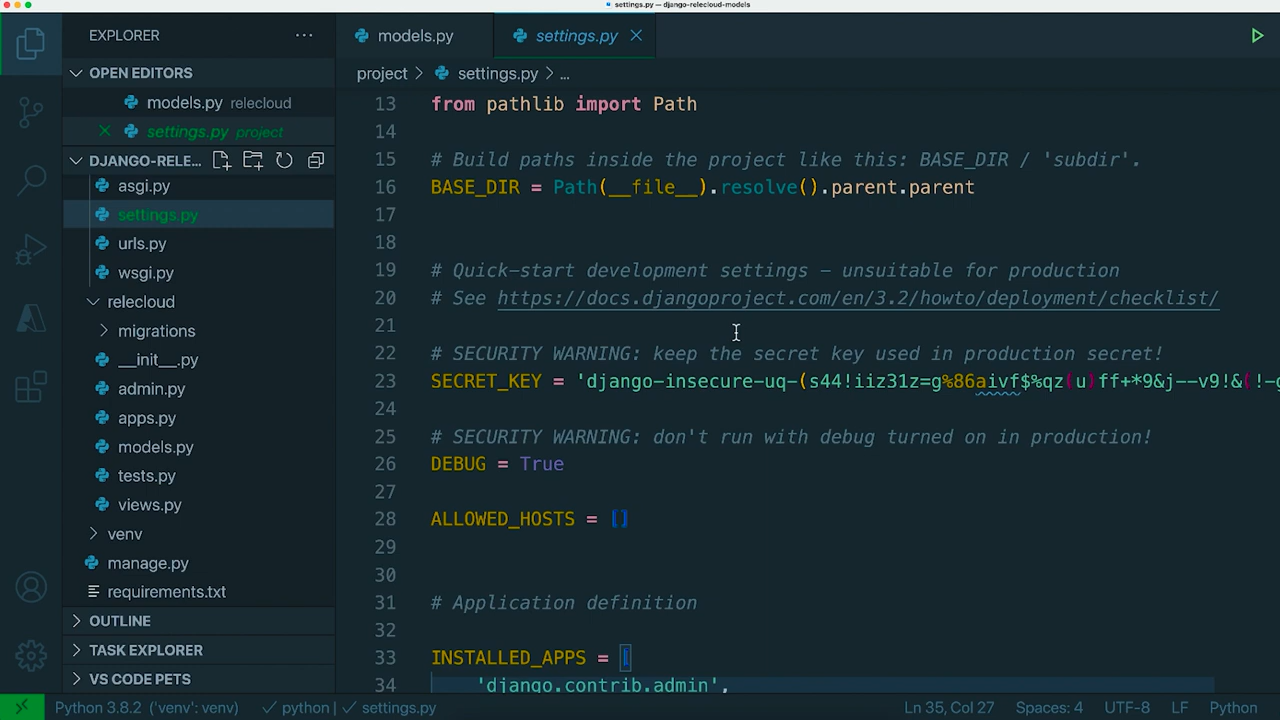 settings.py — django-relecloud-models
EXPLORER
OPEN EDITORS
models.py relecloud
settings.py project
DJANGO-RELE...
asgi.py
settings.py
urls.py
wsgi.py
relecloud
migrations
__init__.py
admin.py
apps.py
models.py
tests.py
views.py
venv
manage.py
requirements.txt
OUTLINE
TASK EXPLORER
VS CODE PETS
models.py
settings.py
project > settings.py > ...
13 from pathlib import Path
14
15 # Build paths inside the project like this: BASE_DIR / 'subdir'.
16 BASE_DIR = Path(__file__).resolve().parent.parent
17
18
19 # Quick-start development settings - unsuitable for production
20 # See https://docs.djangoproject.com/en/3.2/howto/deployment/checklist/
21
22 # SECURITY WARNING: keep the secret key used in production secret!
23 SECRET_KEY = 'django-insecure-uq-(s44!iiz31z=g%86aivf$%qz(u)ff+*9&j--v9!&(!-
24
25 # SECURITY WARNING: don't run with debug turned on in production!
26 DEBUG = True
27
28 ALLOWED_HOSTS = []
29
30
31 # Application definition
32
33 INSTALLED_APPS = [
34 'django.contrib.admin',
Python 3.8.2 ('venv': venv) python | settings.py Ln 35, Col 27 Spaces: 4 UTF-8 LF Python